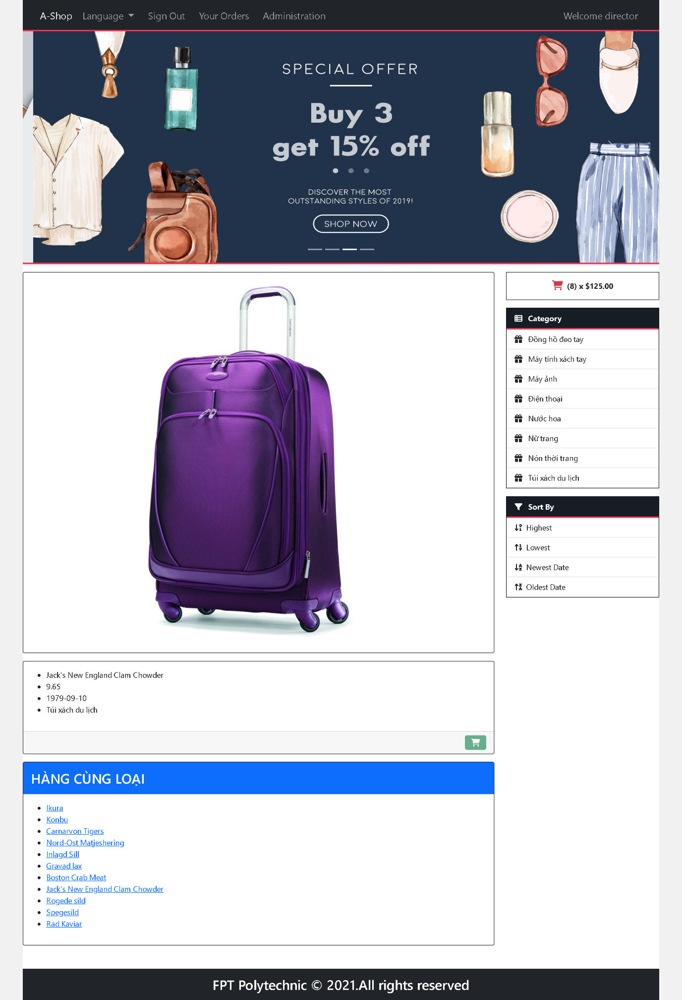 A-Shop Language Sign Out Your Orders Administration Welcome director
SPECIAL OFFER
Buy 3
get 15% off
DISCOVER THE MOST
OUTSTANDING STYLES OF 2019!
SHOP NOW
Samsonite
(8) x $125.00
Category
Đồng hồ đeo tay
Máy tính xách tay
Máy ảnh
Điện thoại
Nước hoa
Nữ trang
Nón thời trang
Túi xách du lịch
Sort By
Highest
Lowest
Newest Date
Oldest Date
Jack's New England Clam Chowder
9.65
1979-09-10
Túi xách du lịch
HÀNG CÙNG LOẠI
Ikura
Konbu
Carnarvon Tigers
Nord-Ost Matjeshering
Inlagd Sill
Gravad lax
Boston Crab Meat
Jack's New England Clam Chowder
Rogede sild
Spegesild
Rad Kaviar
FPT Polytechnic © 2021.All rights reserved